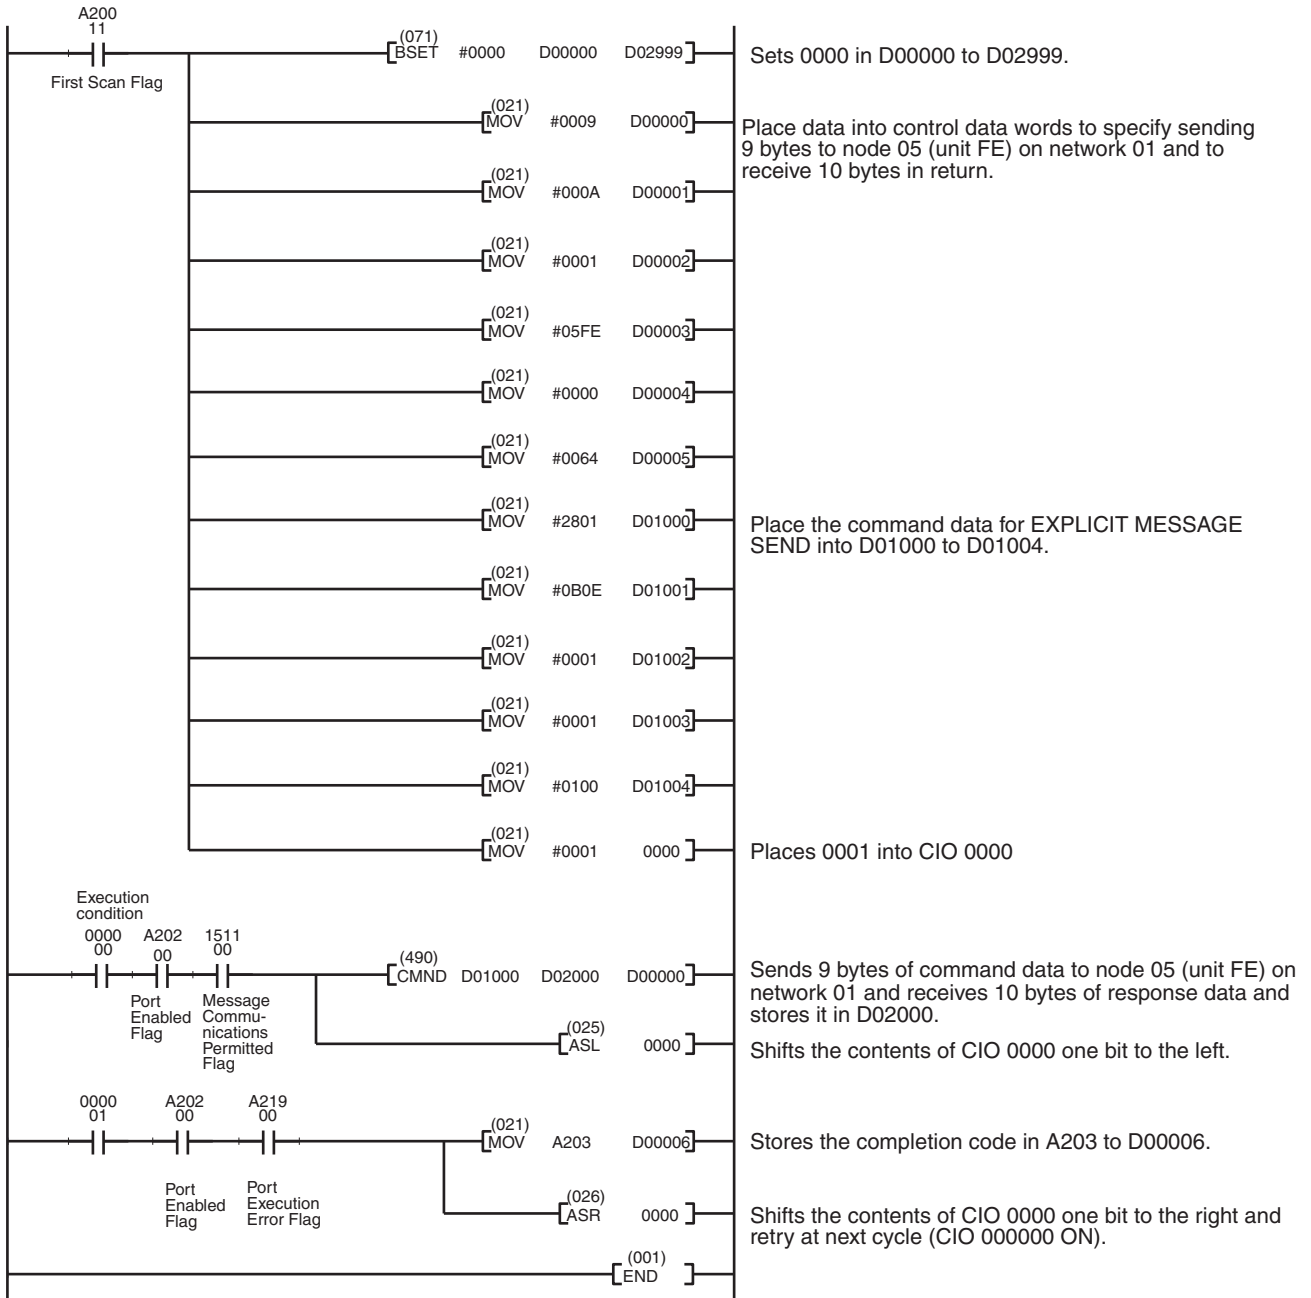 A200
11
First Scan Flag
(071)
BSET #0000 D00000 D02999
Sets 0000 in D00000 to D02999.
(021)
MOV #0009 D00000
Place data into control data words to specify sending
9 bytes to node 05 (unit FE) on network 01 and to
receive 10 bytes in return.
(021)
MOV #000A D00001
(021)
MOV #0001 D00002
(021)
MOV #05FE D00003
(021)
MOV #0000 D00004
(021)
MOV #0064 D00005
(021)
MOV #2801 D01000
Place the command data for EXPLICIT MESSAGE
SEND into D01000 to D01004.
(021)
MOV #0B0E D01001
(021)
MOV #0001 D01002
(021)
MOV #0001 D01003
(021)
MOV #0100 D01004
(021)
MOV #0001 0000
Places 0001 into CIO 0000
Execution
condition
0000 A202 1511
00 00 00
Port
Enabled
Flag
Message
Commu-
nications
Permitted
Flag
(490)
CMND D01000 D02000 D00000
Sends 9 bytes of command data to node 05 (unit FE) on
network 01 and receives 10 bytes of response data and
stores it in D02000.
(025)
ASL 0000
Shifts the contents of CIO 0000 one bit to the left.
0000 A202 A219
01 00 00
Port
Enabled
Flag
Port
Execution
Error Flag
(021)
MOV A203 D00006
Stores the completion code in A203 to D00006.
(026)
ASR 0000
Shifts the contents of CIO 0000 one bit to the right and
retry at next cycle (CIO 000000 ON).
(001)
END